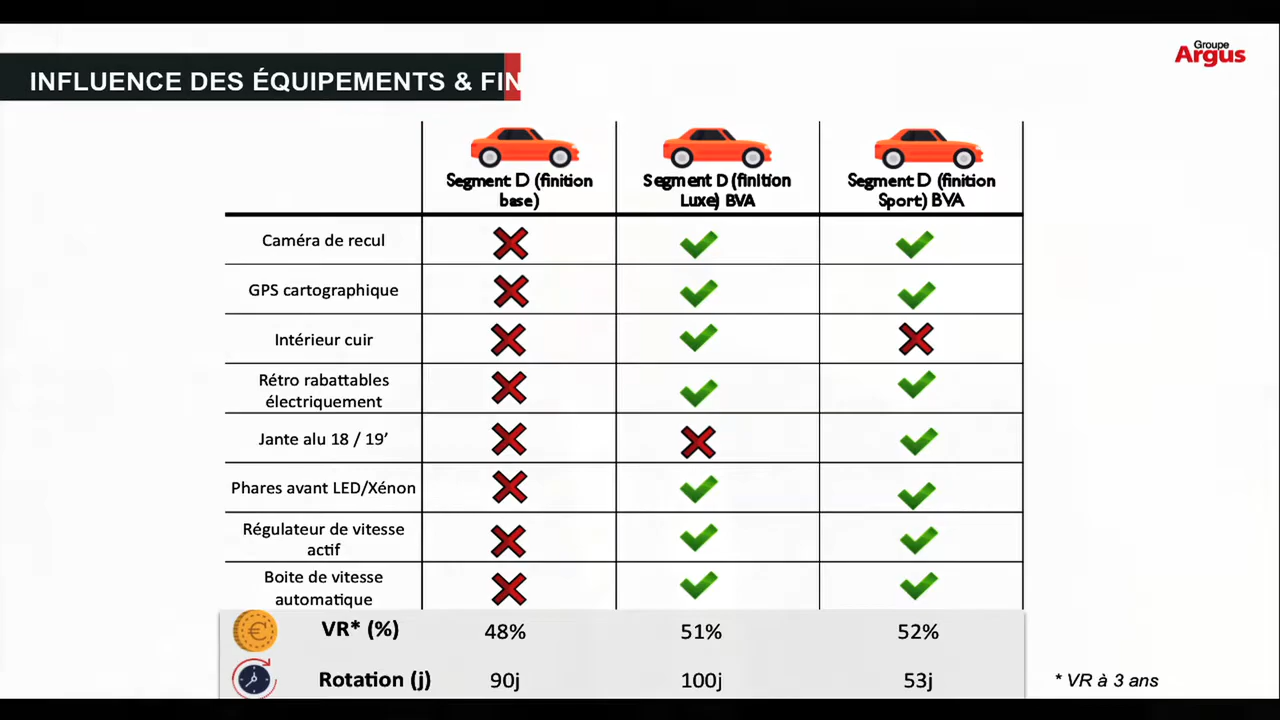 Groupe
Argus
INFLUENCE DES ÉQUIPEMENTS & FIN
Segment D (finition
base)
Segment D (finition
Luxe) BVA
Segment D (finition
Sport) BVA
Caméra de recul
GPS cartographique
Intérieur cuir
Rétro rabattables
électriquement
Jante alu 18 / 19’
Phares avant LED/Xénon
Régulateur de vitesse
actif
Boite de vitesse
automatique
VR* (%)
48%
51%
52%
Rotation (j)
90j
100j
53j
* VR à 3 ans